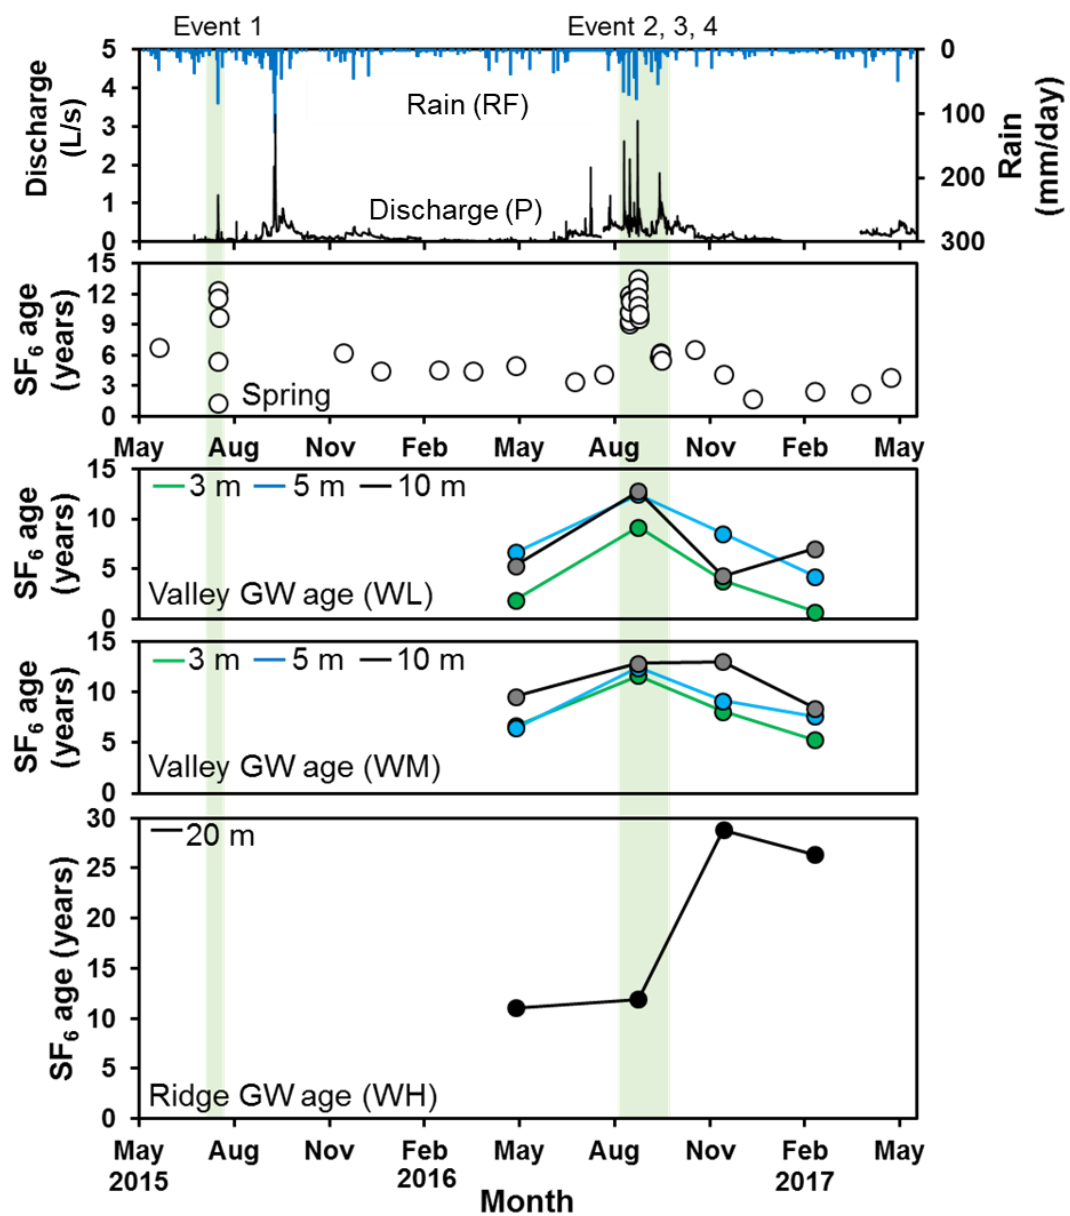 Event 1
Event 2, 3, 4
Discharge
(L/s)
5
4
3
2
1
0
Rain (RF)
Discharge (P)
0
100
200
300
Rain
(mm/day)
SF6 age
(years)
15
12
9
6
3
0
Spring
May Aug Nov Feb May Aug Nov Feb May
SF6 age
(years)
15
10
5
0
3 m 5 m 10 m
Valley GW age (WL)
SF6 age
(years)
15
10
5
0
3 m 5 m 10 m
Valley GW age (WM)
SF6 age (years)
30
25
20
15
10
5
0
20 m
Ridge GW age (WH)
May Aug Nov Feb May Aug Nov Feb May
2015 2016 2017
Month